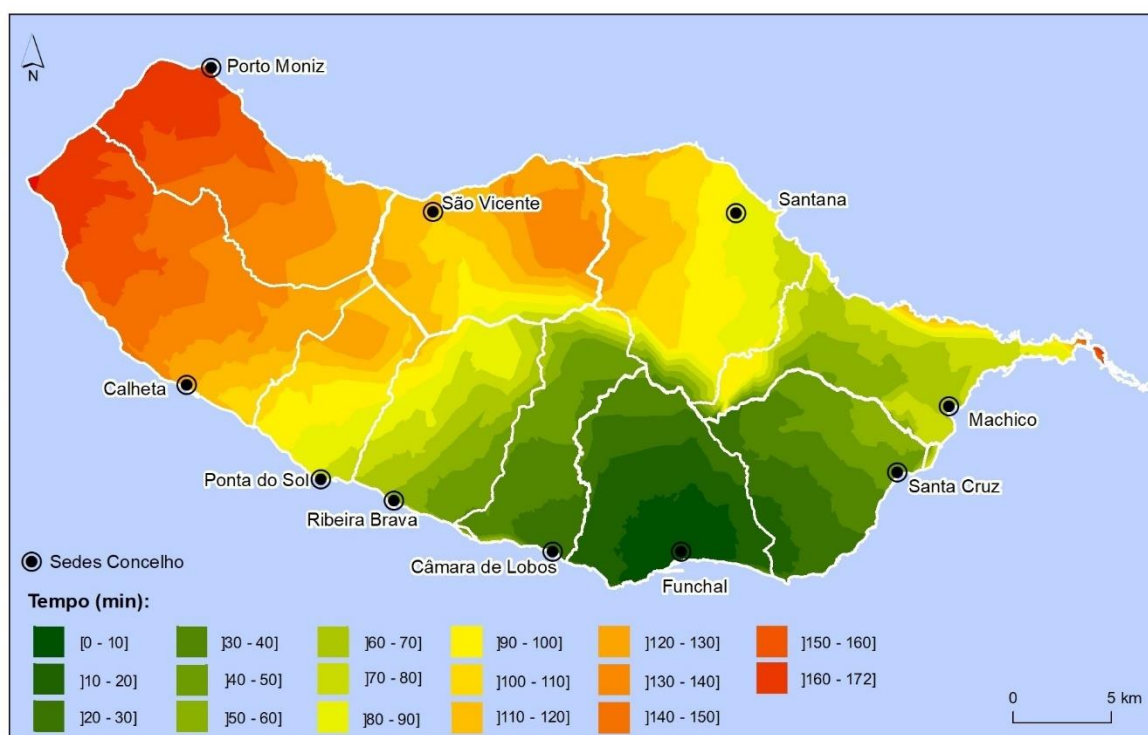 N
Porto Moniz
São Vicente
Santana
Calheta
Machico
Ponta do Sol
Santa Cruz
Ribeira Brava
Câmara de Lobos
Funchal
Sedes Concelho
Tempo (min):
[0 - 10] ]30 - 40] ]60 - 70] ]90 - 100] ]120 - 130] ]150 - 160]
]10 - 20] ]40 - 50] ]70 - 80] ]100 - 110] ]130 - 140] ]160 - 172]
]20 - 30] ]50 - 60] ]80 - 90] ]110 - 120] ]140 - 150]
0 5 km